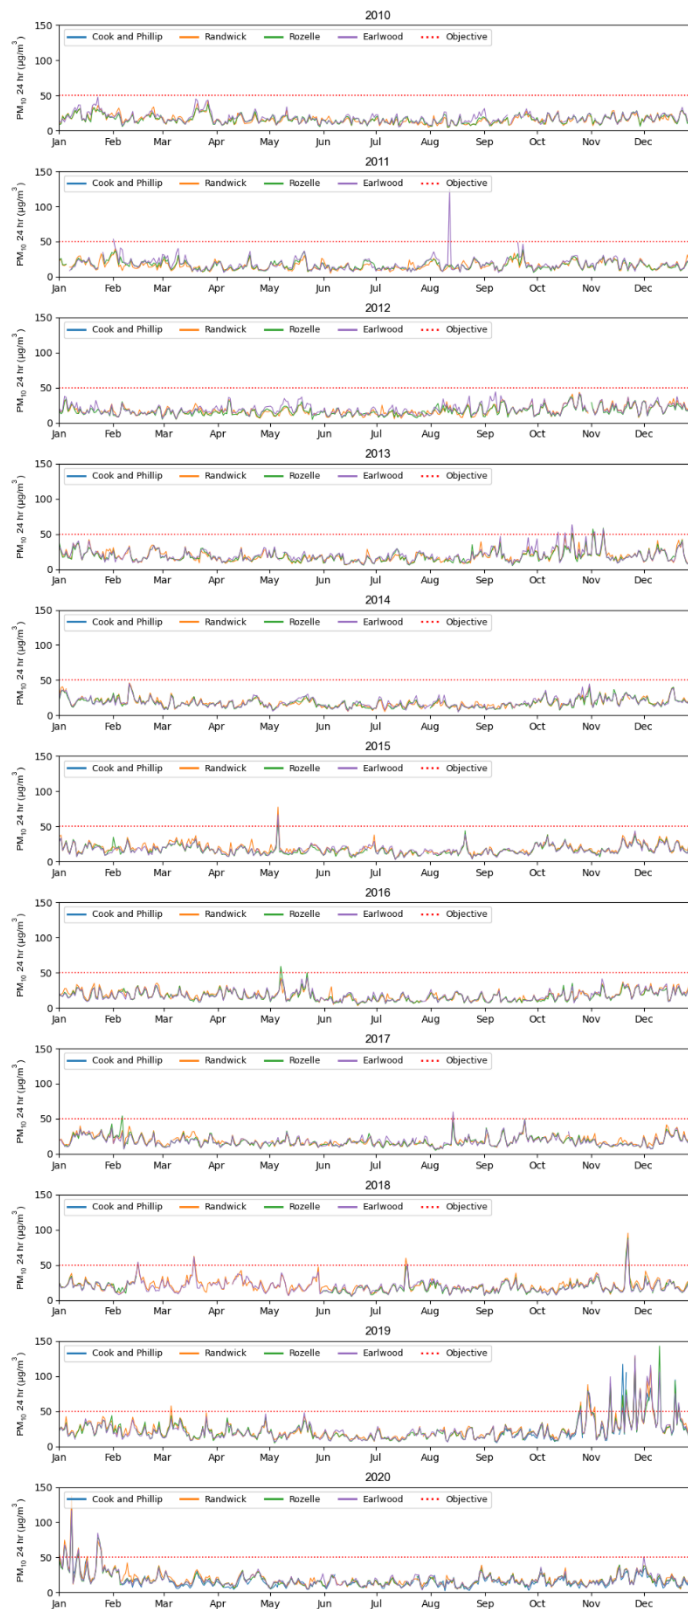 2010
PM10 24 hr (µg/m³)
150
100
50
0
Cook and Phillip Randwick Rozelle Earlwood Objective
Jan Feb Mar Apr May Jun Jul Aug Sep Oct Nov Dec
2011
PM10 24 hr (µg/m³)
150
100
50
0
Cook and Phillip Randwick Rozelle Earlwood Objective
Jan Feb Mar Apr May Jun Jul Aug Sep Oct Nov Dec
2012
PM10 24 hr (µg/m³)
150
100
50
0
Cook and Phillip Randwick Rozelle Earlwood Objective
Jan Feb Mar Apr May Jun Jul Aug Sep Oct Nov Dec
2013
PM10 24 hr (µg/m³)
150
100
50
0
Cook and Phillip Randwick Rozelle Earlwood Objective
Jan Feb Mar Apr May Jun Jul Aug Sep Oct Nov Dec
2014
PM10 24 hr (µg/m³)
150
100
50
0
Cook and Phillip Randwick Rozelle Earlwood Objective
Jan Feb Mar Apr May Jun Jul Aug Sep Oct Nov Dec
2015
PM10 24 hr (µg/m³)
150
100
50
0
Cook and Phillip Randwick Rozelle Earlwood Objective
Jan Feb Mar Apr May Jun Jul Aug Sep Oct Nov Dec
2016
PM10 24 hr (µg/m³)
150
100
50
0
Cook and Phillip Randwick Rozelle Earlwood Objective
Jan Feb Mar Apr May Jun Jul Aug Sep Oct Nov Dec
2017
PM10 24 hr (µg/m³)
150
100
50
0
Cook and Phillip Randwick Rozelle Earlwood Objective
Jan Feb Mar Apr May Jun Jul Aug Sep Oct Nov Dec
2018
PM10 24 hr (µg/m³)
150
100
50
0
Cook and Phillip Randwick Rozelle Earlwood Objective
Jan Feb Mar Apr May Jun Jul Aug Sep Oct Nov Dec
2019
PM10 24 hr (µg/m³)
150
100
50
0
Cook and Phillip Randwick Rozelle Earlwood Objective
Jan Feb Mar Apr May Jun Jul Aug Sep Oct Nov Dec
2020
PM10 24 hr (µg/m³)
150
100
50
0
Cook and Phillip Randwick Rozelle Earlwood Objective
Jan Feb Mar Apr May Jun Jul Aug Sep Oct Nov Dec